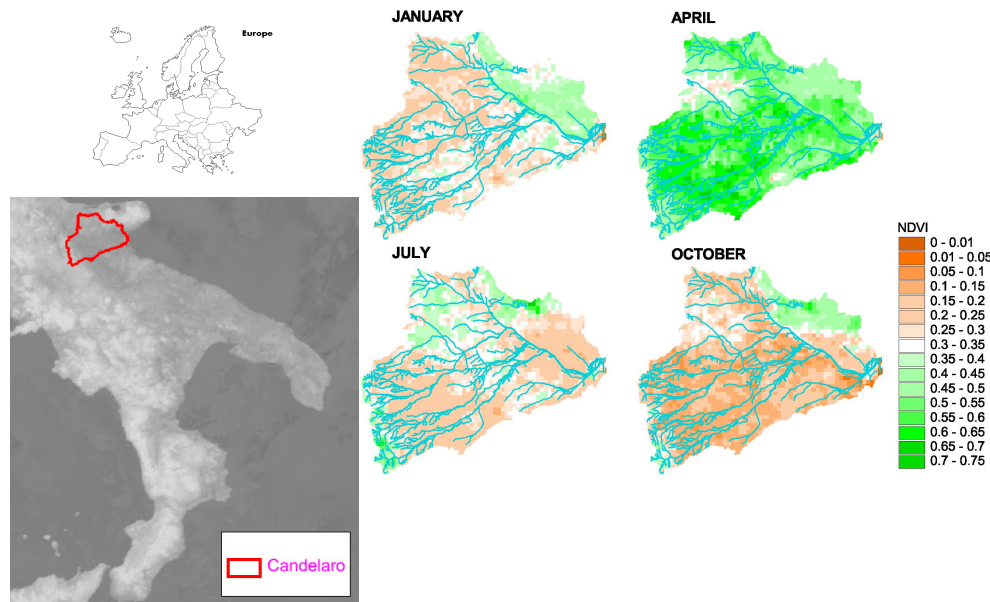 Europe
JANUARY
APRIL
JULY
OCTOBER
NDVI
0 - 0.01
0.01 - 0.05
0.05 - 0.1
0.1 - 0.15
0.15 - 0.2
0.2 - 0.25
0.25 - 0.3
0.3 - 0.35
0.35 - 0.4
0.4 - 0.45
0.45 - 0.5
0.5 - 0.55
0.55 - 0.6
0.6 - 0.65
0.65 - 0.7
0.7 - 0.75
Candelaro